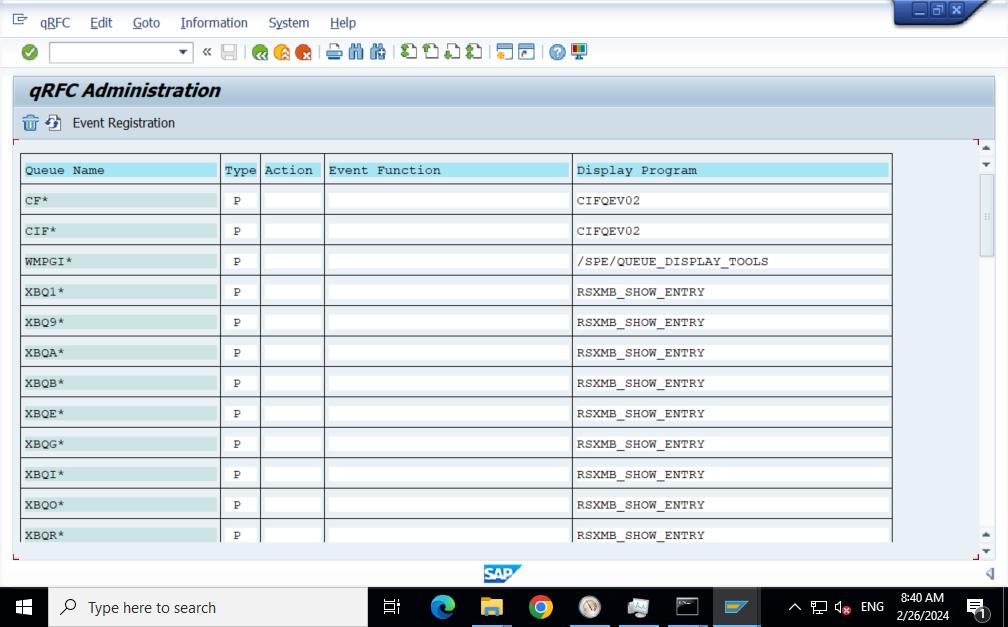 qRFC Edit Goto Information System Help
qRFC Administration
Event Registration
Queue Name Type Action Event Function Display Program
CF* P CIFQEV02
CIF* P CIFQEV02
WMPGI* P /SPE/QUEUE_DISPLAY_TOOLS
XBQ1* P RSXMB_SHOW_ENTRY
XBQ9* P RSXMB_SHOW_ENTRY
XBQA* P RSXMB_SHOW_ENTRY
XBQB* P RSXMB_SHOW_ENTRY
XBQE* P RSXMB_SHOW_ENTRY
XBQG* P RSXMB_SHOW_ENTRY
XBQI* P RSXMB_SHOW_ENTRY
XBQO* P RSXMB_SHOW_ENTRY
XBQR* P RSXMB_SHOW_ENTRY
SAP
Type here to search
ENG
8:40 AM
2/26/2024
1